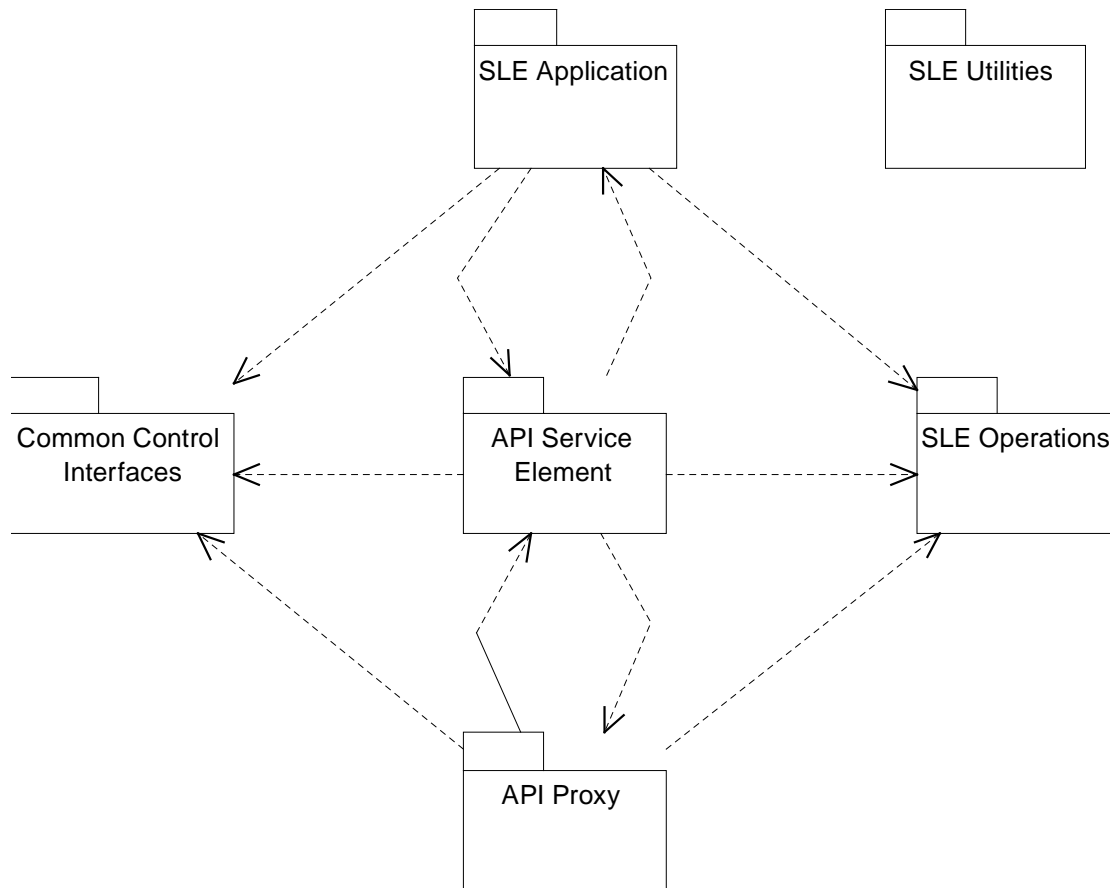 SLE Application
SLE Utilities
Common Control
Interfaces
API Service
Element
SLE Operations
API Proxy